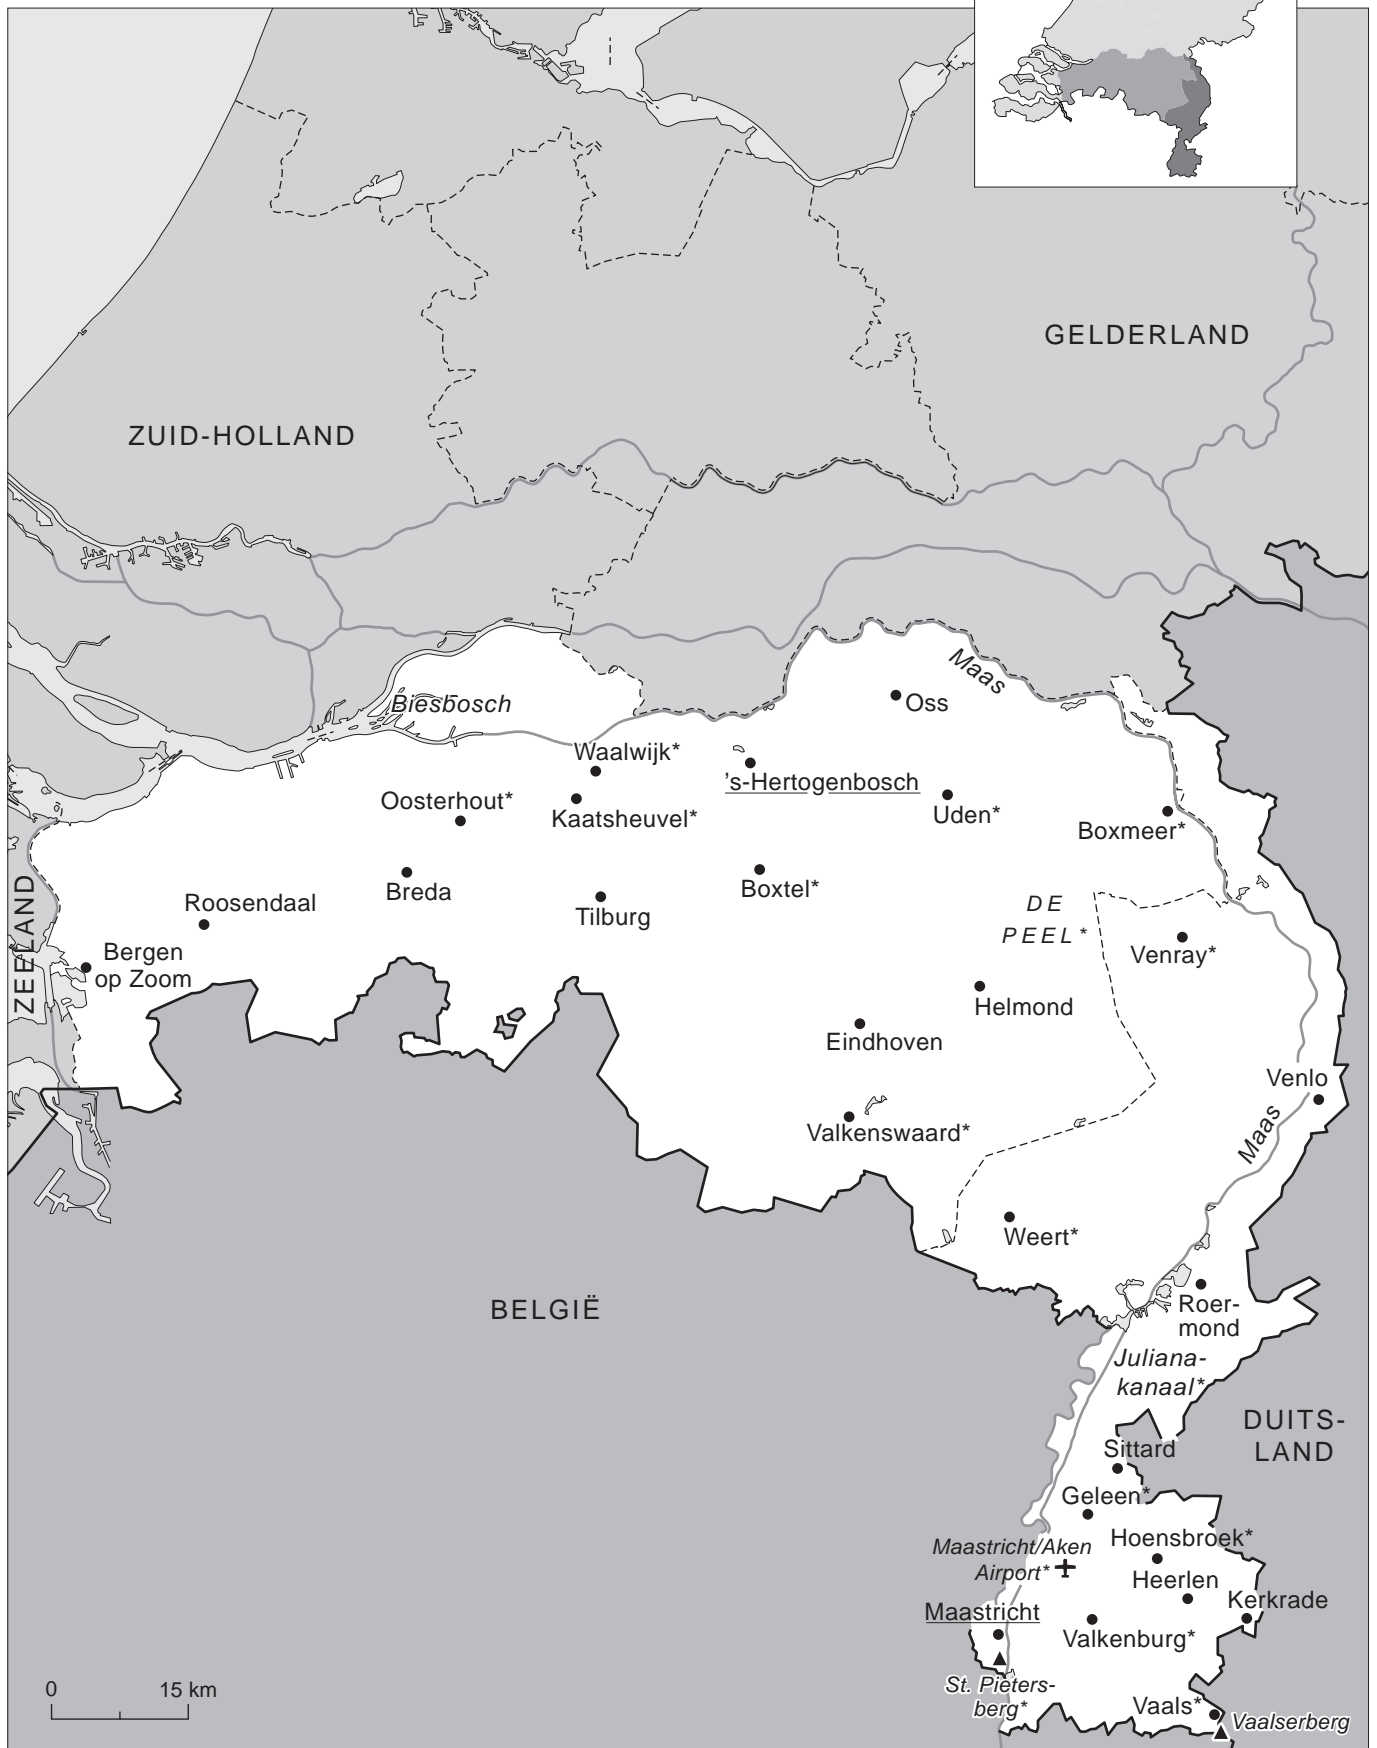 GELDERLAND
ZUID-HOLLAND
Maas
Biesbosch
Oss
Waalwijk*
's-Hertogenbosch
Oosterhout*
Kaatsheuvel*
Uden*
Boxmeer*
ZEELAND
Roosendaal
Breda
Tilburg
Boxtel*
DE
PEEL*
Venray*
Bergen
op Zoom
Helmond
Eindhoven
Venlo
Maas
Valkenswaard*
Weert*
BELGIË
Roer-
mond
Juliana-
kanaal*
DUITS-
LAND
Sittard
Geleen*
Hoensbroek*
Maastricht/Aken
Airport*
Heerlen
Kerkrade
Maastricht
Valkenburg*
St. Pieters-
berg*
Vaals*
Vaalserberg
0 15 km